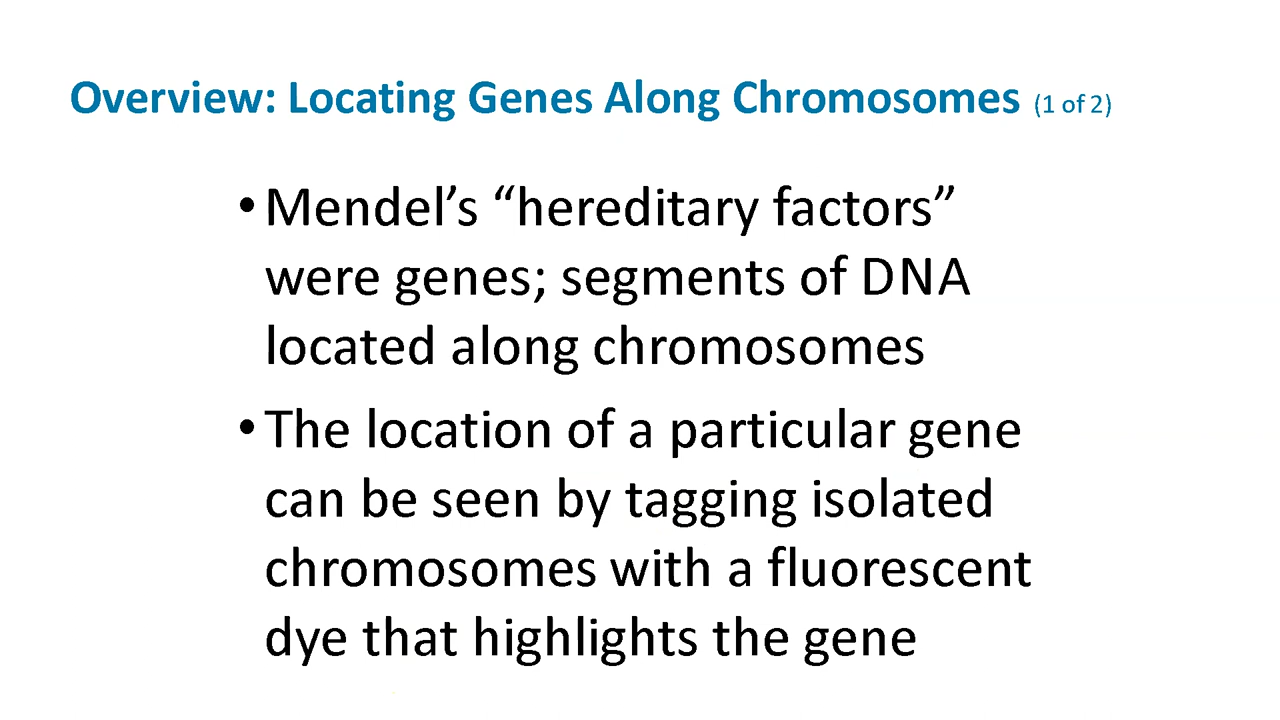 Overview: Locating Genes Along Chromosomes (1 of 2)
•Mendel’s “hereditary factors”
were genes; segments of DNA
located along chromosomes
•The location of a particular gene
can be seen by tagging isolated
chromosomes with a fluorescent
dye that highlights the gene